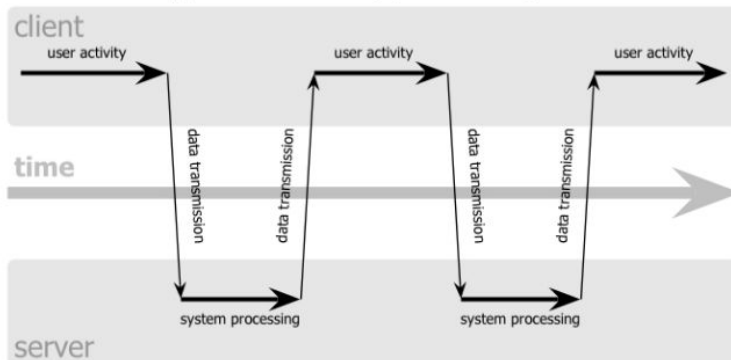 client
user activity
user activity
user activity
data transmission
data transmission
data transmission
data transmission
time
system processing
system processing
server